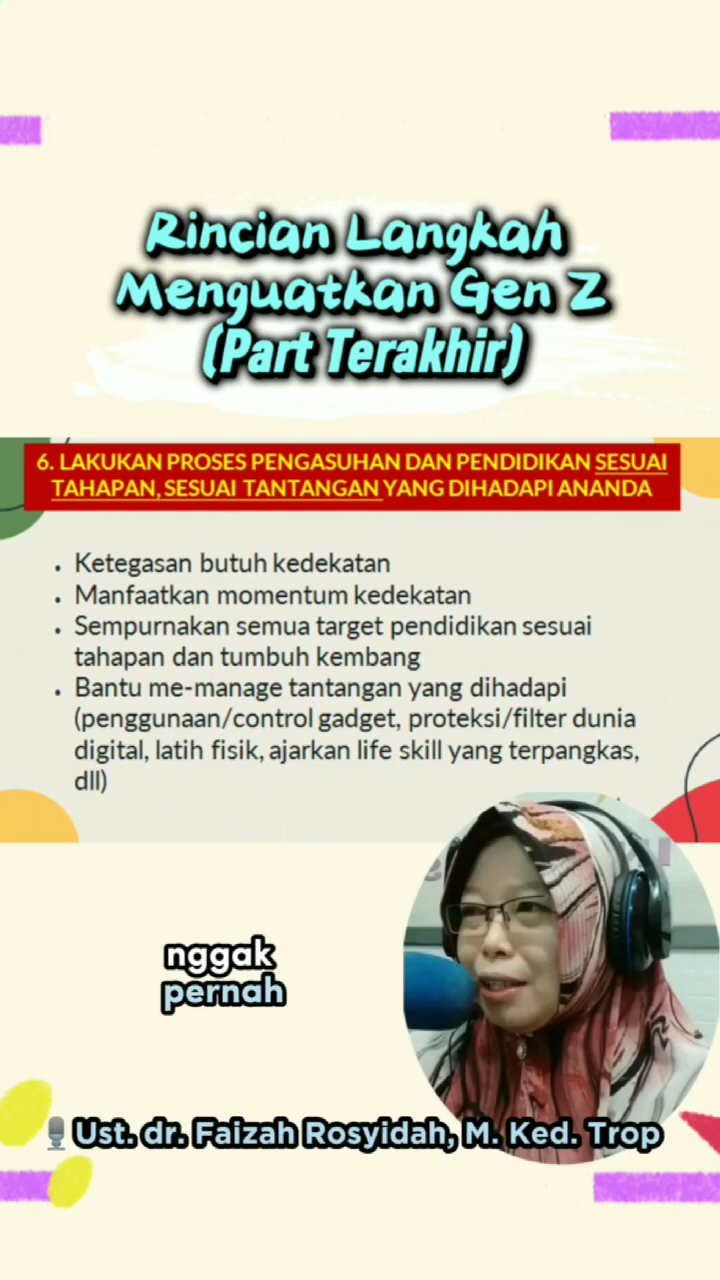 Rincian Langkah
Menguatkan Gen Z
(Part Terakhir)
6. LAKUKAN PROSES PENGASUHAN DAN PENDIDIKAN SESUAI
TAHAPAN, SESUAI TANTANGAN YANG DIHADAPI ANANDA
• Ketegasan butuh kedekatan
• Manfaatkan momentum kedekatan
• Sempurnakan semua target pendidikan sesuai
tahapan dan tumbuh kembang
• Bantu me-manage tantangan yang dihadapi
(penggunaan/control gadget, proteksi/filter dunia
digital, latih fisik, ajarkan life skill yang terpangkas,
dll)
nggak
pernah
Ust. dr. Faizah Rosyidah, M. Ked. Trop